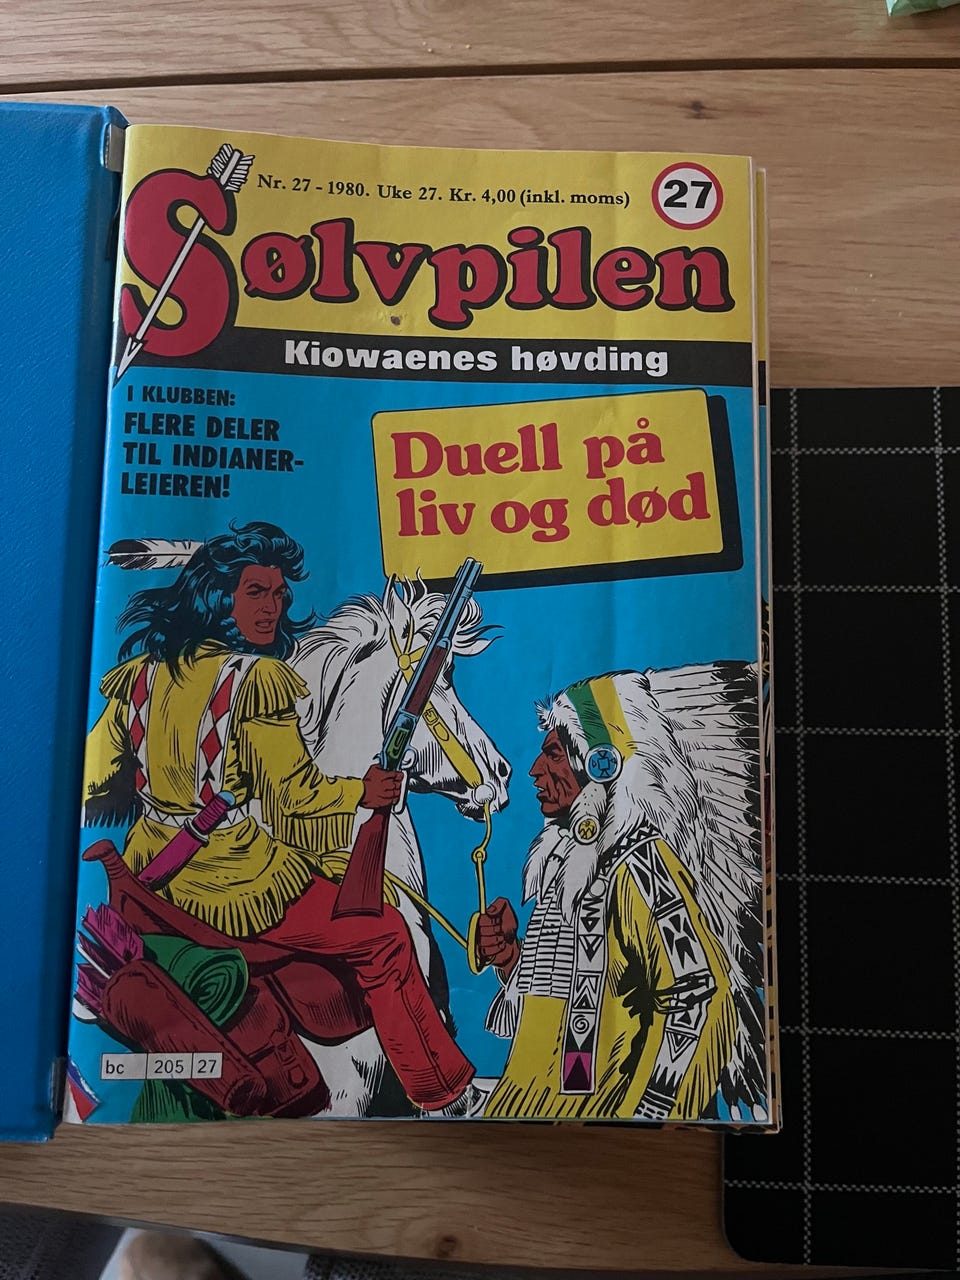 Nr. 27 - 1980. Uke 27. Kr. 4,00 (inkl. moms)
27
Sølvpilen
Kiowaenes høvding
I KLUBBEN:
FLERE DELER
TIL INDIANER-
LEIEREN!
Duell på
liv og død
bc 205 27